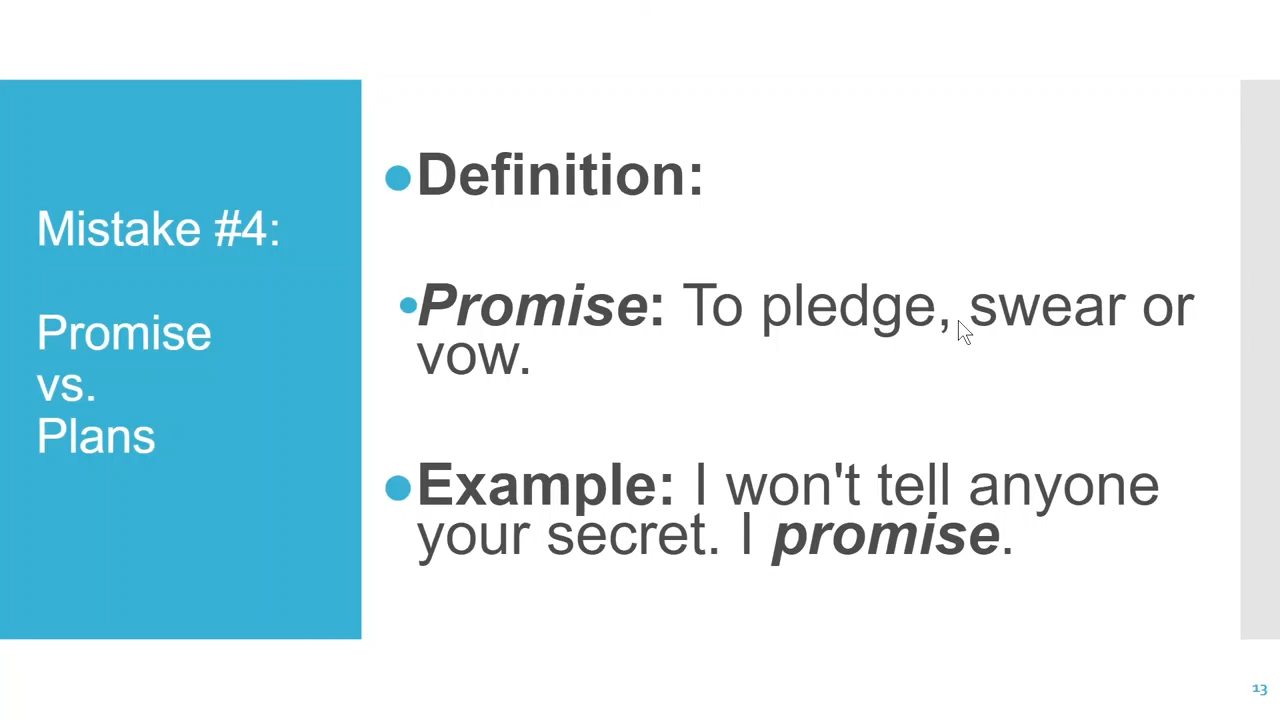 Mistake #4:
Promise
vs.
Plans
Definition:
Promise: To pledge, swear or
vow.
Example: I won't tell anyone
your secret. I promise.
13